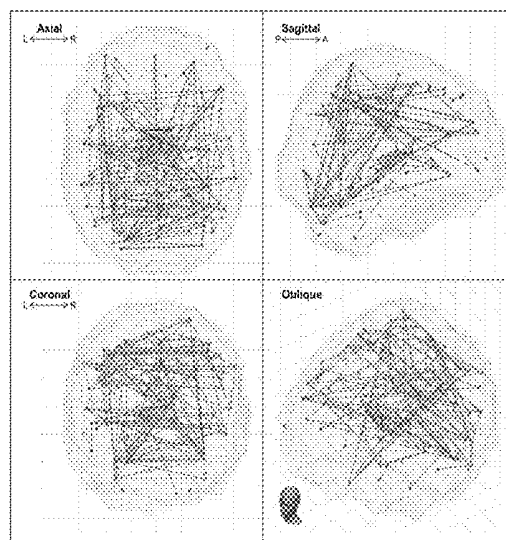 Axial
L R
Sagittal
P A
Coronal
L R
Oblique